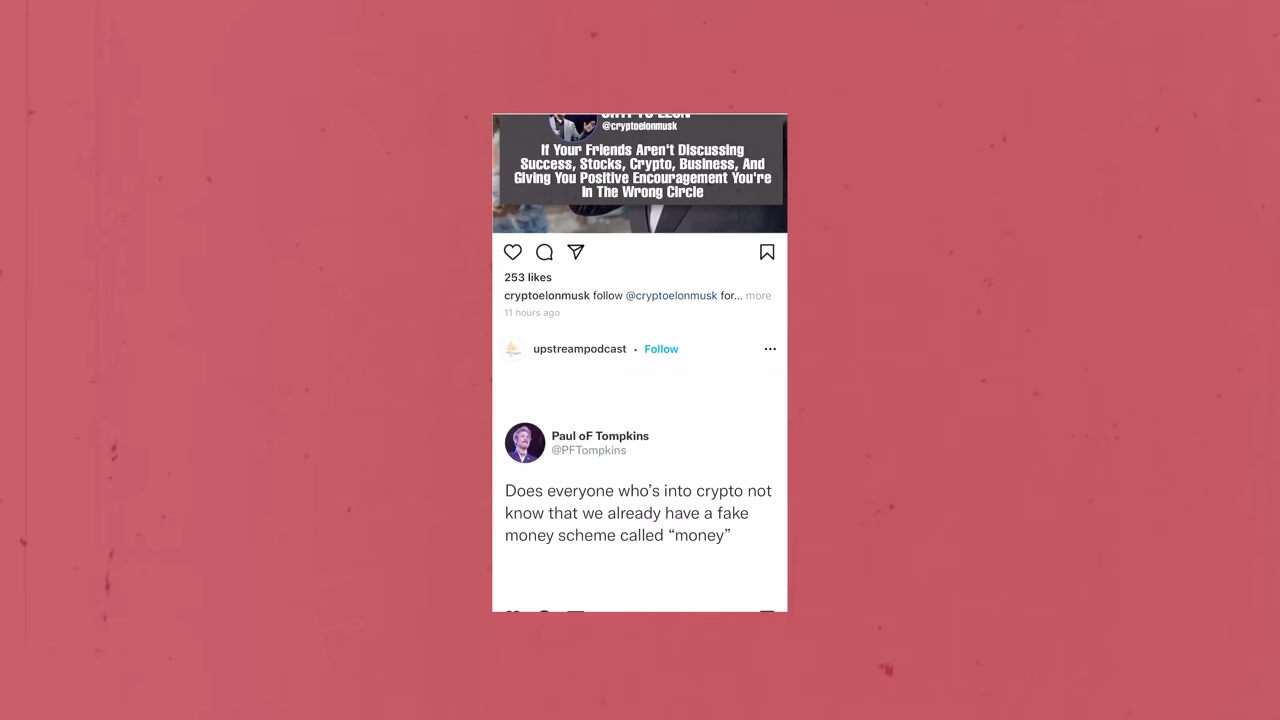 @cryptoelonmusk
If Your Friends Aren't Discussing
Success, Stocks, Crypto, Business, And
Giving You Positive Encouragement You're
In The Wrong Circle
253 likes
cryptoelonmusk follow @cryptoelonmusk for... more
11 hours ago
upstreampodcast • Follow
Paul oF Tompkins
@PFTompkins
Does everyone who’s into crypto not
know that we already have a fake
money scheme called “money”